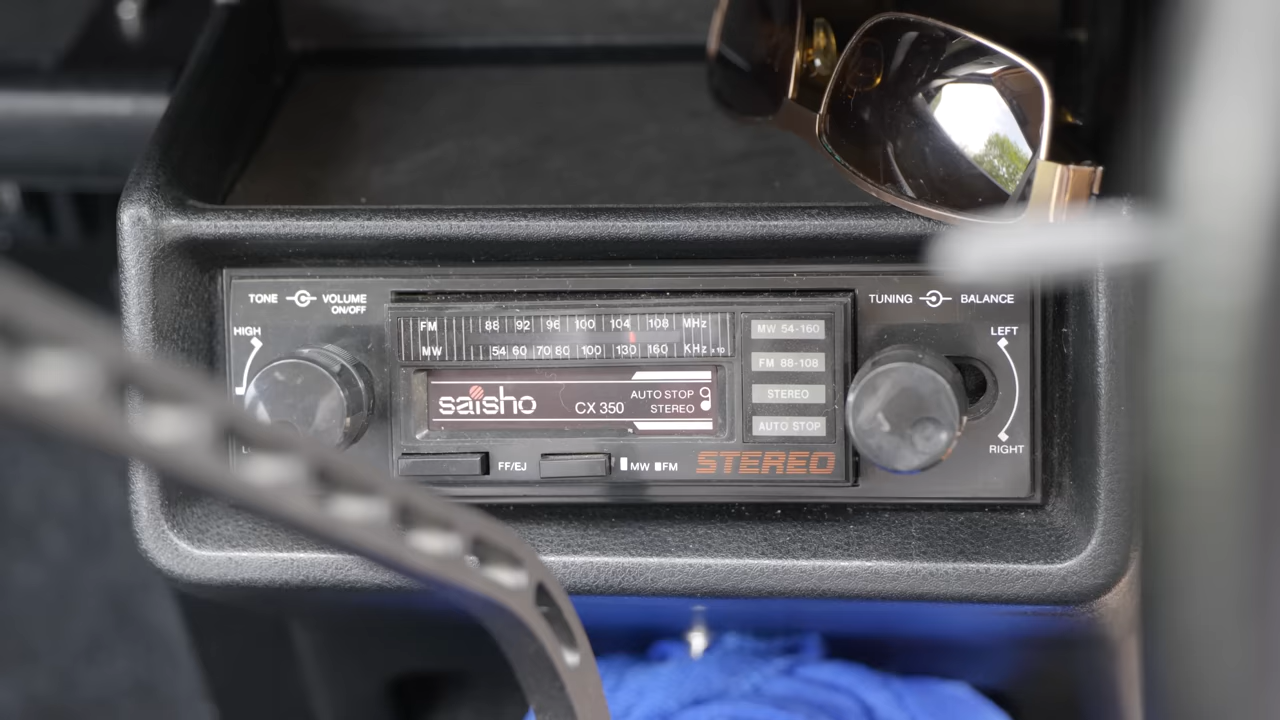 TONE VOLUME
ON/OFF
HIGH
FM 88 92 96 100 104 108 MHz
MW 54 60 70 80 100 130 160 KHz x10
saisho
CX 350
AUTO STOP
STEREO
FF/EJ
MW FM
STEREO
MW 54-160
FM 88-108
STEREO
AUTO STOP
TUNING BALANCE
LEFT
RIGHT